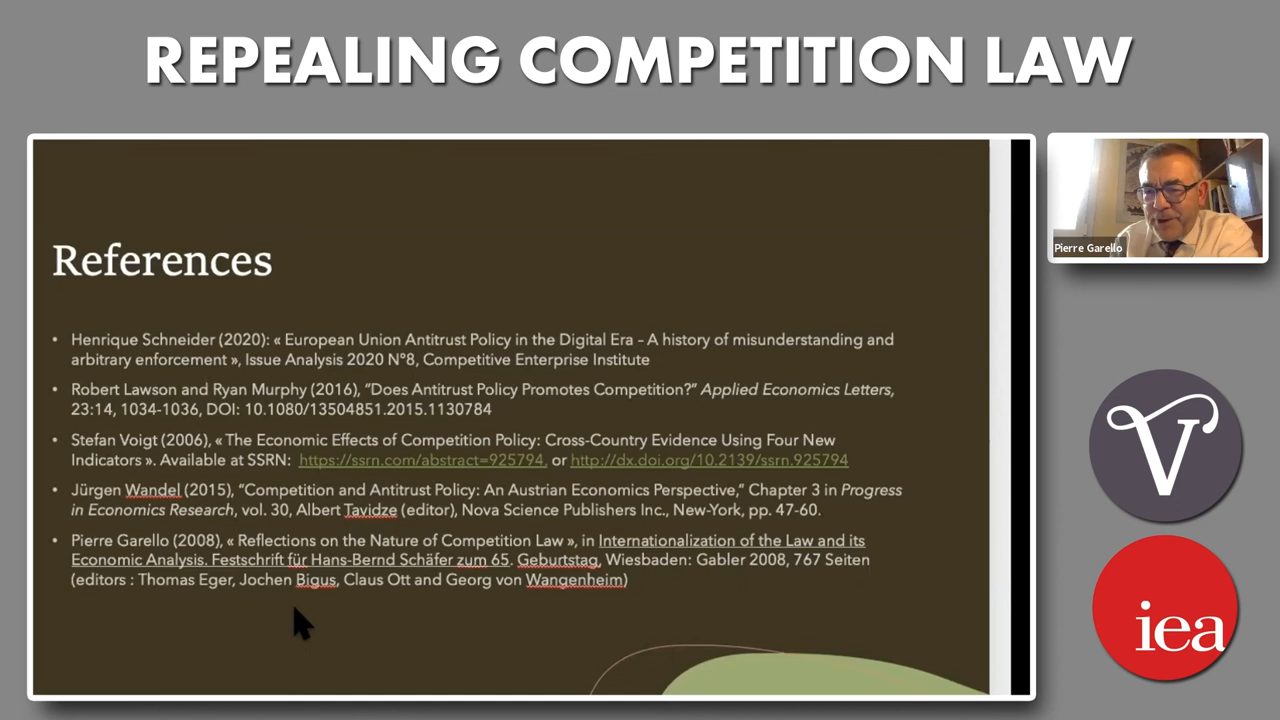 REPEALING COMPETITION LAW
References
• Henrique Schneider (2020): « European Union Antitrust Policy in the Digital Era – A history of misunderstanding and
arbitrary enforcement », Issue Analysis 2020 N°8, Competitive Enterprise Institute
• Robert Lawson and Ryan Murphy (2016), “Does Antitrust Policy Promotes Competition?” Applied Economics Letters,
23:14, 1034-1036, DOI: 10.1080/13504851.2015.1130784
• Stefan Voigt (2006), « The Economic Effects of Competition Policy: Cross-Country Evidence Using Four New
Indicators ». Available at SSRN: https://ssrn.com/abstract=925794. or http://dx.doi.org/10.2139/ssrn.925794
• Jürgen Wandel (2015), “Competition and Antitrust Policy: An Austrian Economics Perspective,” Chapter 3 in Progress
in Economics Research, vol. 30, Albert Tavidze (editor), Nova Science Publishers Inc., New-York, pp. 47-60.
• Pierre Garello (2008), « Reflections on the Nature of Competition Law », in Internationalization of the Law and its
Economic Analysis. Festschrift für Hans-Bernd Schäfer zum 65. Geburtstag, Wiesbaden: Gabler 2008, 767 Seiten
(editors : Thomas Eger, Jochen Bigus, Claus Ott and Georg von Wangenheim)
Pierre Garello
V
iea